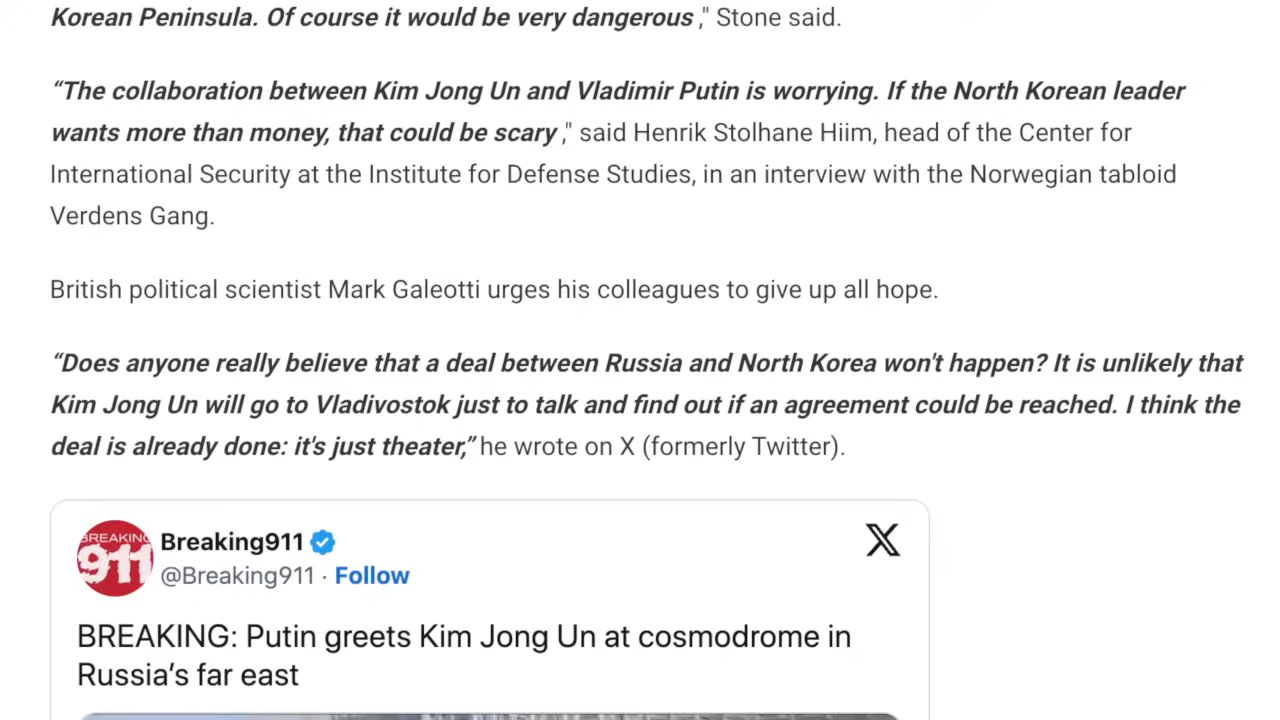 Korean Peninsula. Of course it would be very dangerous ," Stone said.
“The collaboration between Kim Jong Un and Vladimir Putin is worrying. If the North Korean leader
wants more than money, that could be scary ," said Henrik Stolhane Hiim, head of the Center for
International Security at the Institute for Defense Studies, in an interview with the Norwegian tabloid
Verdens Gang.
British political scientist Mark Galeotti urges his colleagues to give up all hope.
“Does anyone really believe that a deal between Russia and North Korea won't happen? It is unlikely that
Kim Jong Un will go to Vladivostok just to talk and find out if an agreement could be reached. I think the
deal is already done: it's just theater,” he wrote on X (formerly Twitter).
BREAKING
911
Breaking911
@Breaking911 · Follow
BREAKING: Putin greets Kim Jong Un at cosmodrome in
Russia’s far east